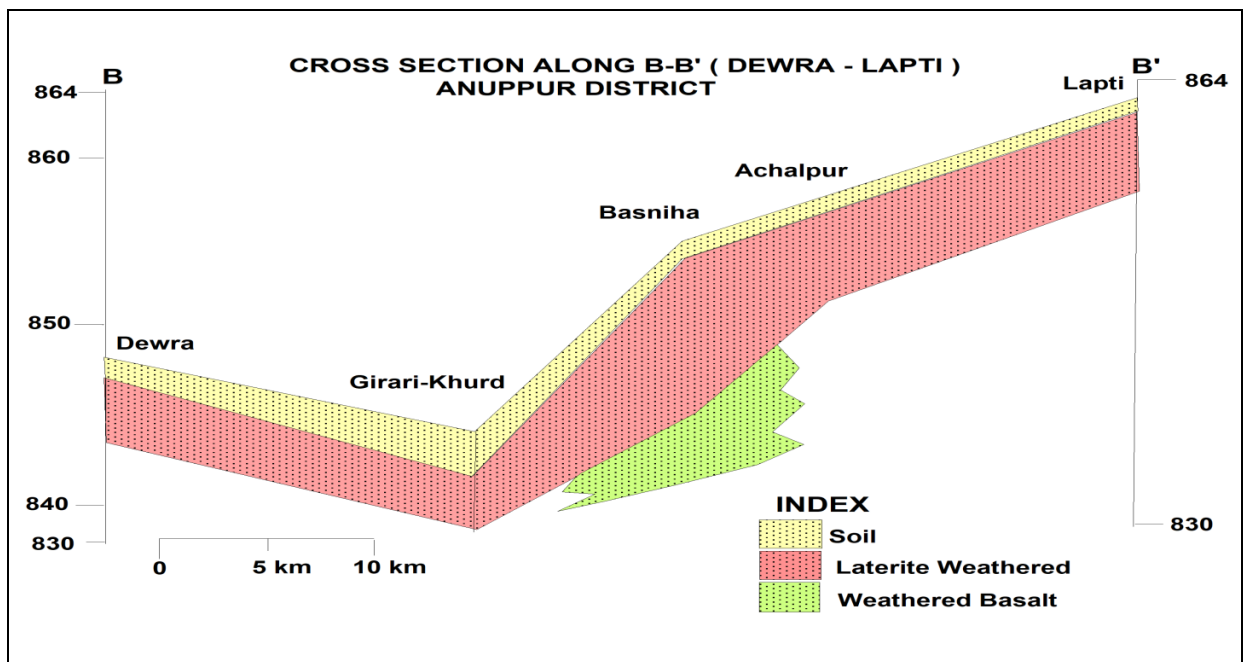 CROSS SECTION ALONG B-B' ( DEWRA - LAPTI )
ANUPPUR DISTRICT
B
B'
864
864
Lapti
860
Achalpur
Basniha
850
Dewra
Girari-Khurd
840
830
830
0
5 km
10 km
INDEX
Soil
Laterite Weathered
Weathered Basalt